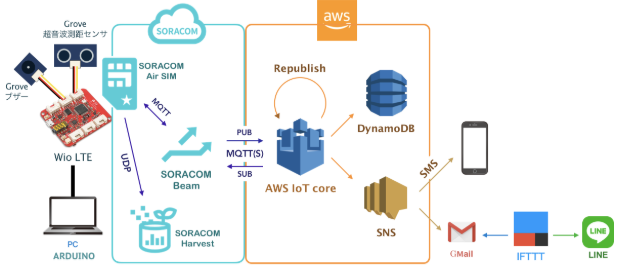 Grove
超音波測距センサ
Grove
ブザー
Wio LTE
PC
ARDUINO
SORACOM
SORACOM
Air SIM
MQTT
UDP
SORACOM
Beam
SORACOM
Harvest
PUB
MQTT(S)
SUB
aws
Republish
AWS IoT core
DynamoDB
SNS
SMS
GMail
IFTTT
LINE
LINE